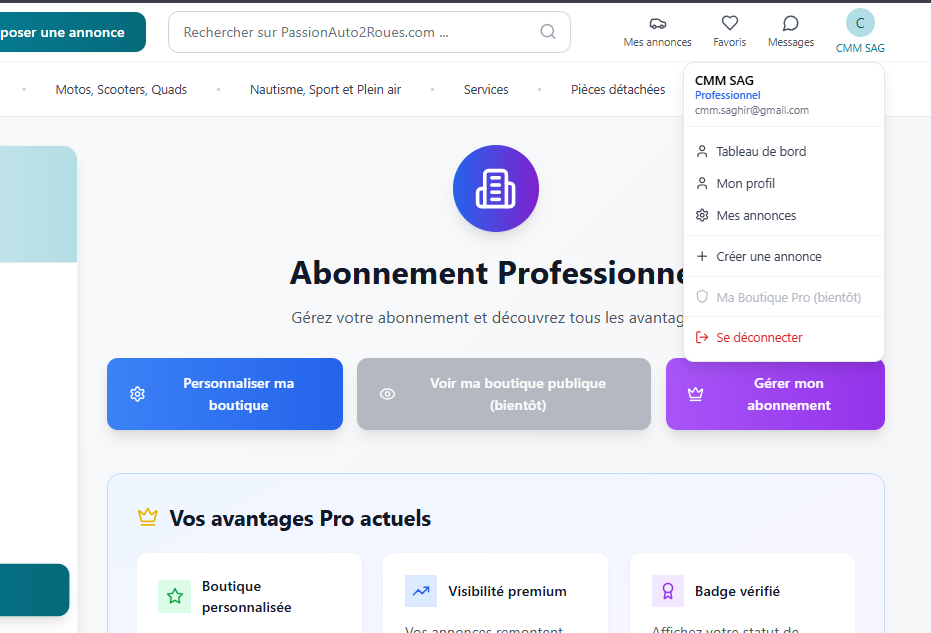 poser une annonce
Rechercher sur PassionAuto2Roues.com ...
Mes annonces
Favoris
Messages
C
CMM SAG
Motos, Scooters, Quads
Nautisme, Sport et Plein air
Services
Pièces détachées
CMM SAG
Professionnel
cmm.saghir@gmail.com
Tableau de bord
Mon profil
Mes annonces
Créer une annonce
Ma Boutique Pro (bientôt)
Se déconnecter
Abonnement Professionne
Gérez votre abonnement et découvrez tous les avantag
Personnaliser ma
boutique
Voir ma boutique publique
(bientôt)
Gérer mon
abonnement
Vos avantages Pro actuels
Boutique
personnalisée
Visibilité premium
Vos annonces remontent
Badge vérifié
Affichez votre statut de